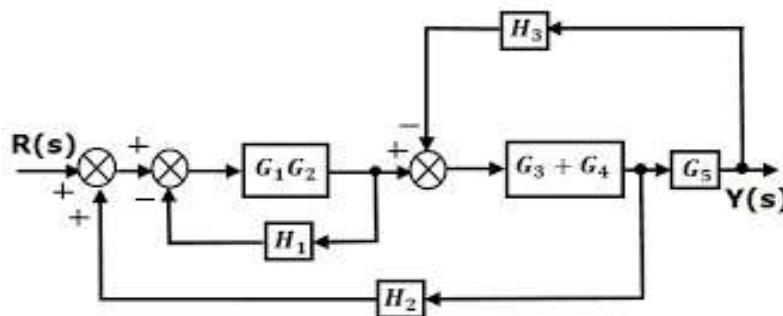 H₃
R(s)
+
+
+
+
−
G₁G₂
H₁
+
−
G₃ + G₄
G₅
Y(s)
H₂